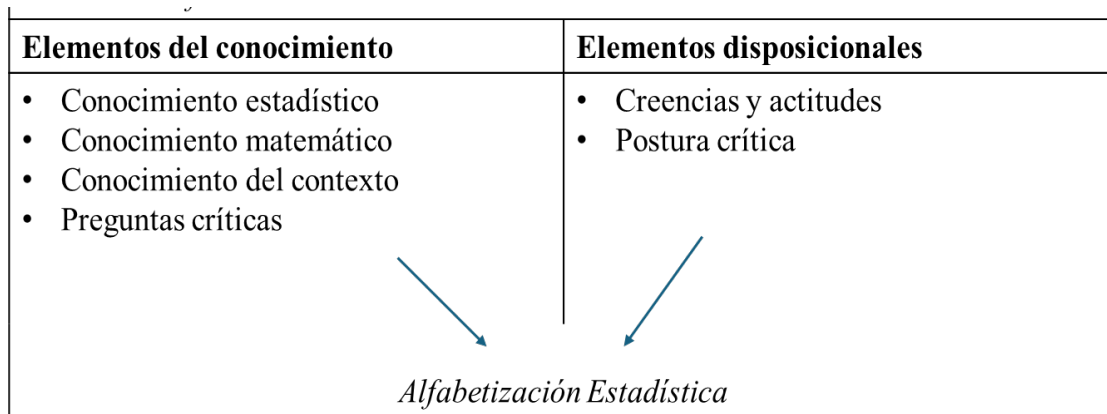 Elementos del conocimiento
Elementos disposicionales
• Conocimiento estadístico
• Conocimiento matemático
• Conocimiento del contexto
• Preguntas críticas
• Creencias y actitudes
• Postura crítica
Alfabetización Estadística